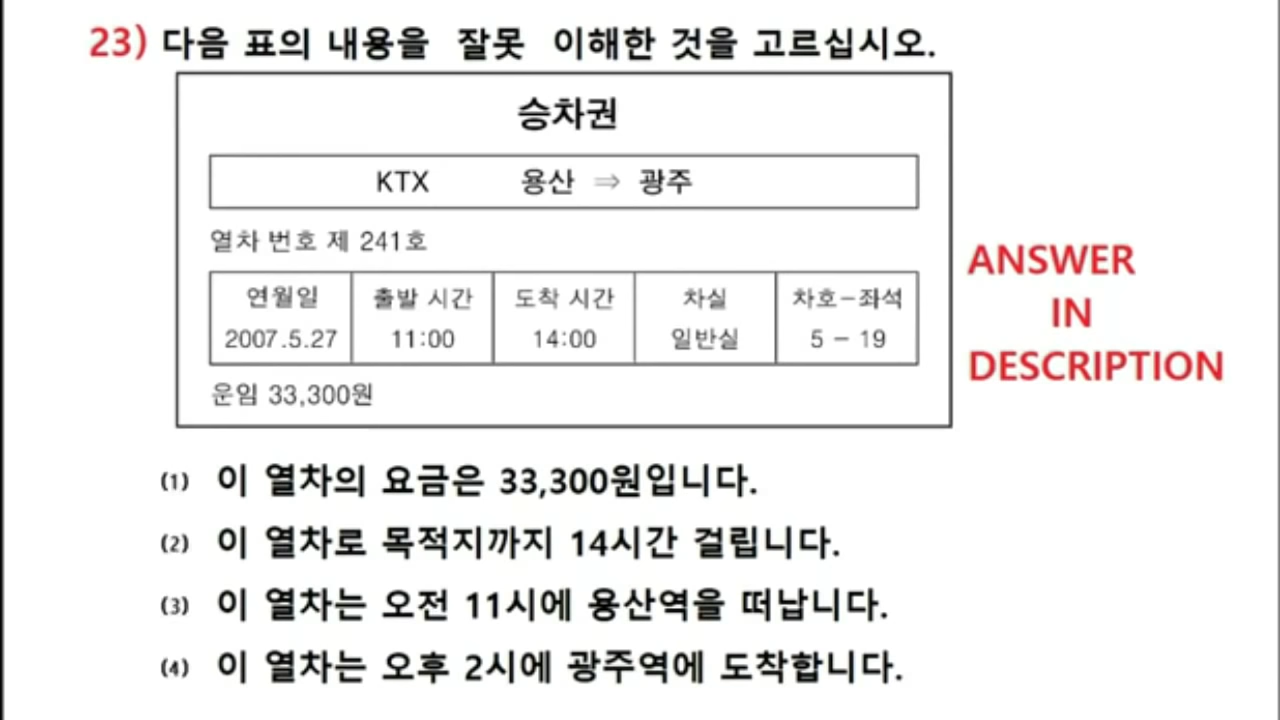 23) 다음 표의 내용을 잘못 이해한 것을 고르십시오.
승차권
KTX 용산 ⇒ 광주
열차 번호 제 241호
연월일 출발 시간 도착 시간 차실 차호-좌석
2007.5.27 11:00 14:00 일반실 5 - 19
운임 33,300원
ANSWER
IN
DESCRIPTION
(1) 이 열차의 요금은 33,300원입니다.
(2) 이 열차로 목적지까지 14시간 걸립니다.
(3) 이 열차는 오전 11시에 용산역을 떠납니다.
(4) 이 열차는 오후 2시에 광주역에 도착합니다.